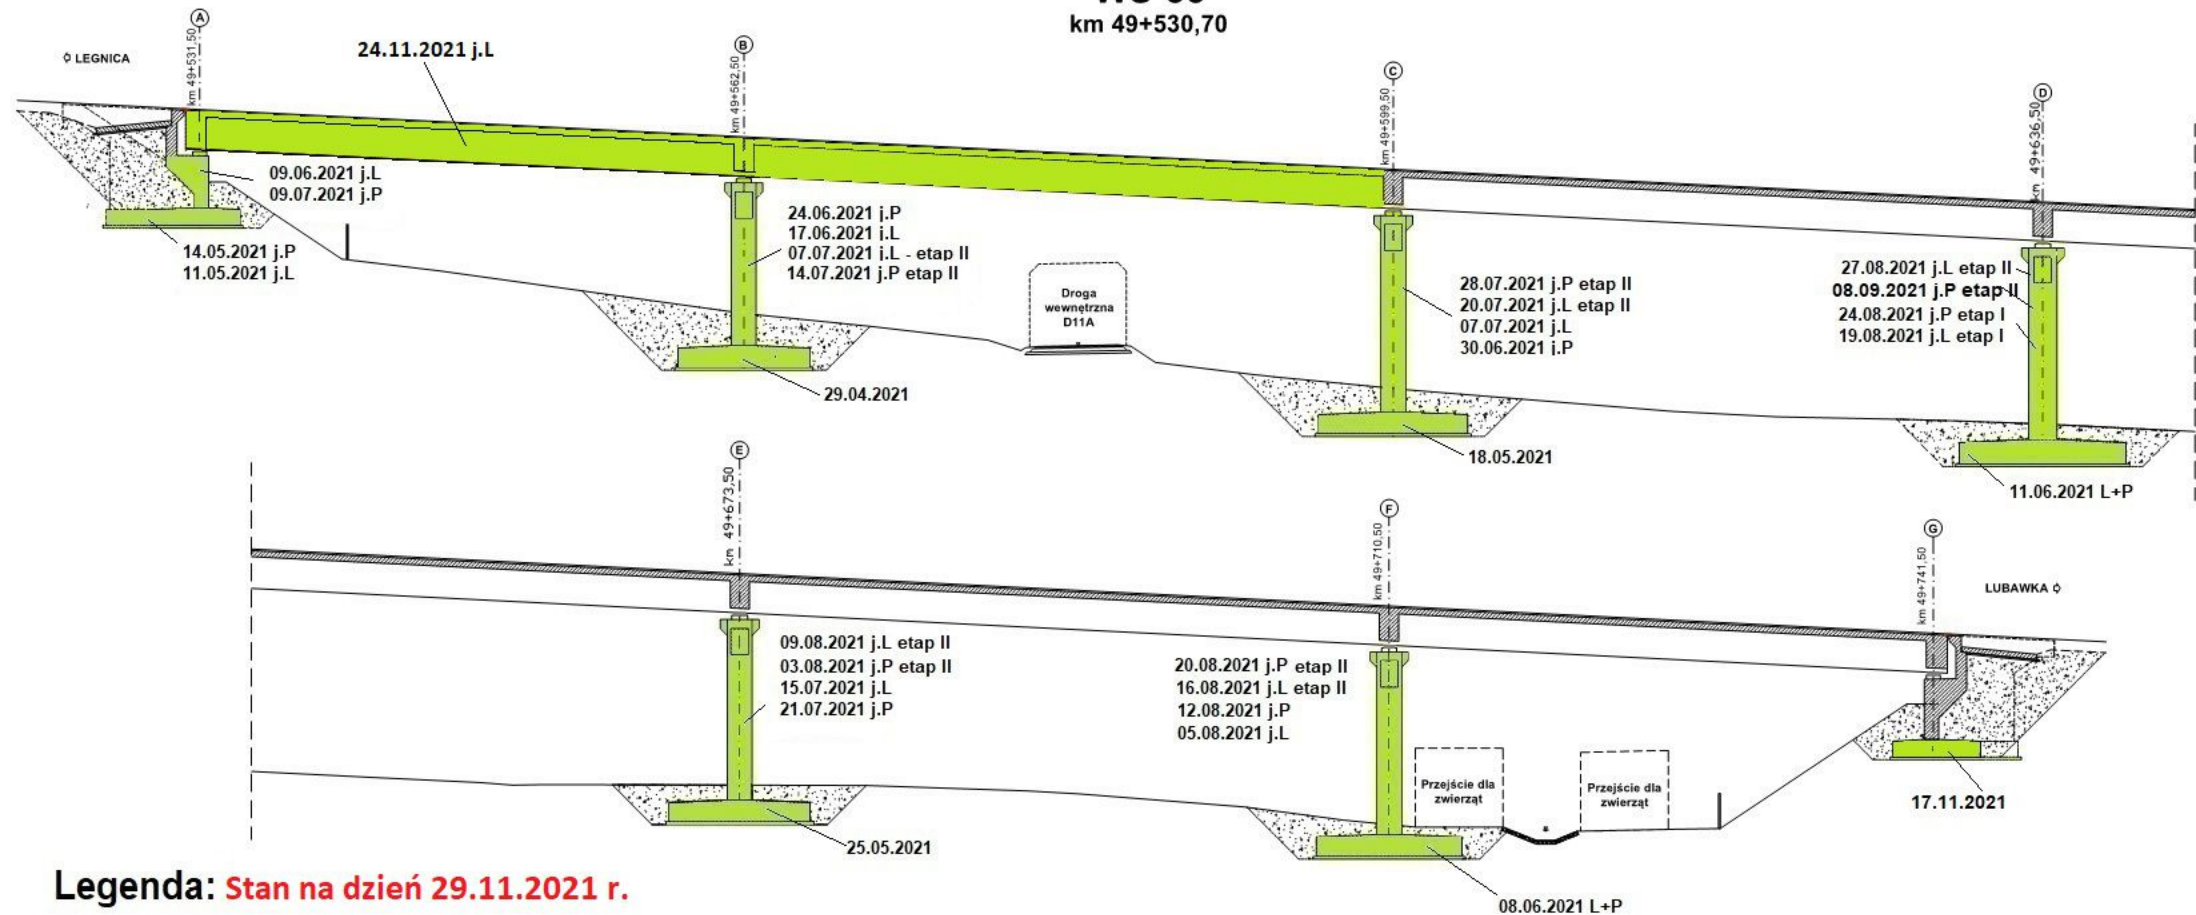 km 49+530,70
A
B
C
D
km 49+531,50
km 49+562,50
km 49+599,50
km 49+636,50
LEGNICA
24.11.2021 j.L
09.06.2021 j.L
09.07.2021 j.P
14.05.2021 j.P
11.05.2021 j.L
24.06.2021 j.P
17.06.2021 j.L
07.07.2021 j.L - etap II
14.07.2021 j.P etap II
29.04.2021
Droga
wewnętrzna
D11A
28.07.2021 j.P etap II
20.07.2021 j.L etap II
07.07.2021 j.L
30.06.2021 j.P
18.05.2021
27.08.2021 j.L etap II
08.09.2021 j.P etap II
24.08.2021 j.P etap I
19.08.2021 j.L etap I
11.06.2021 L+P
E
F
G
km 49+673,50
km 49+710,50
km 49+741,50
LUBAWKA
09.08.2021 j.L etap II
03.08.2021 j.P etap II
15.07.2021 j.L
21.07.2021 j.P
25.05.2021
20.08.2021 j.P etap II
16.08.2021 j.L etap II
12.08.2021 j.P
05.08.2021 j.L
Przejście dla
zwierząt
Przejście dla
zwierząt
17.11.2021
08.06.2021 L+P
Legenda: Stan na dzień 29.11.2021 r.